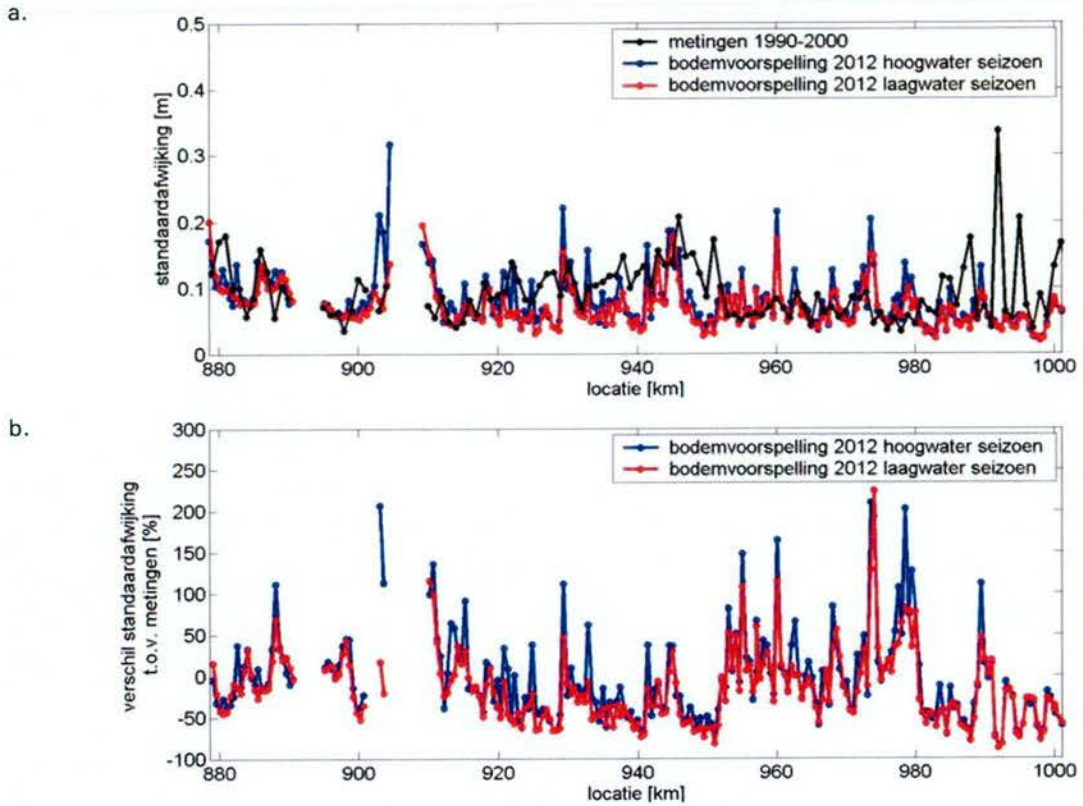 a.
0.5
0.4
0.3
0.2
0.1
0
standaardafwijking [m]
metingen 1990-2000
bodemvoorspelling 2012 hoogwater seizoen
bodemvoorspelling 2012 laagwater seizoen
880 900 920 940 960 980 1000
locatie [km]
b.
300
250
200
150
100
50
0
-50
-100
verschil standaardafwijking
t.o.v. metingen [%]
bodemvoorspelling 2012 hoogwater seizoen
bodemvoorspelling 2012 laagwater seizoen
880 900 920 940 960 980 1000
locatie [km]